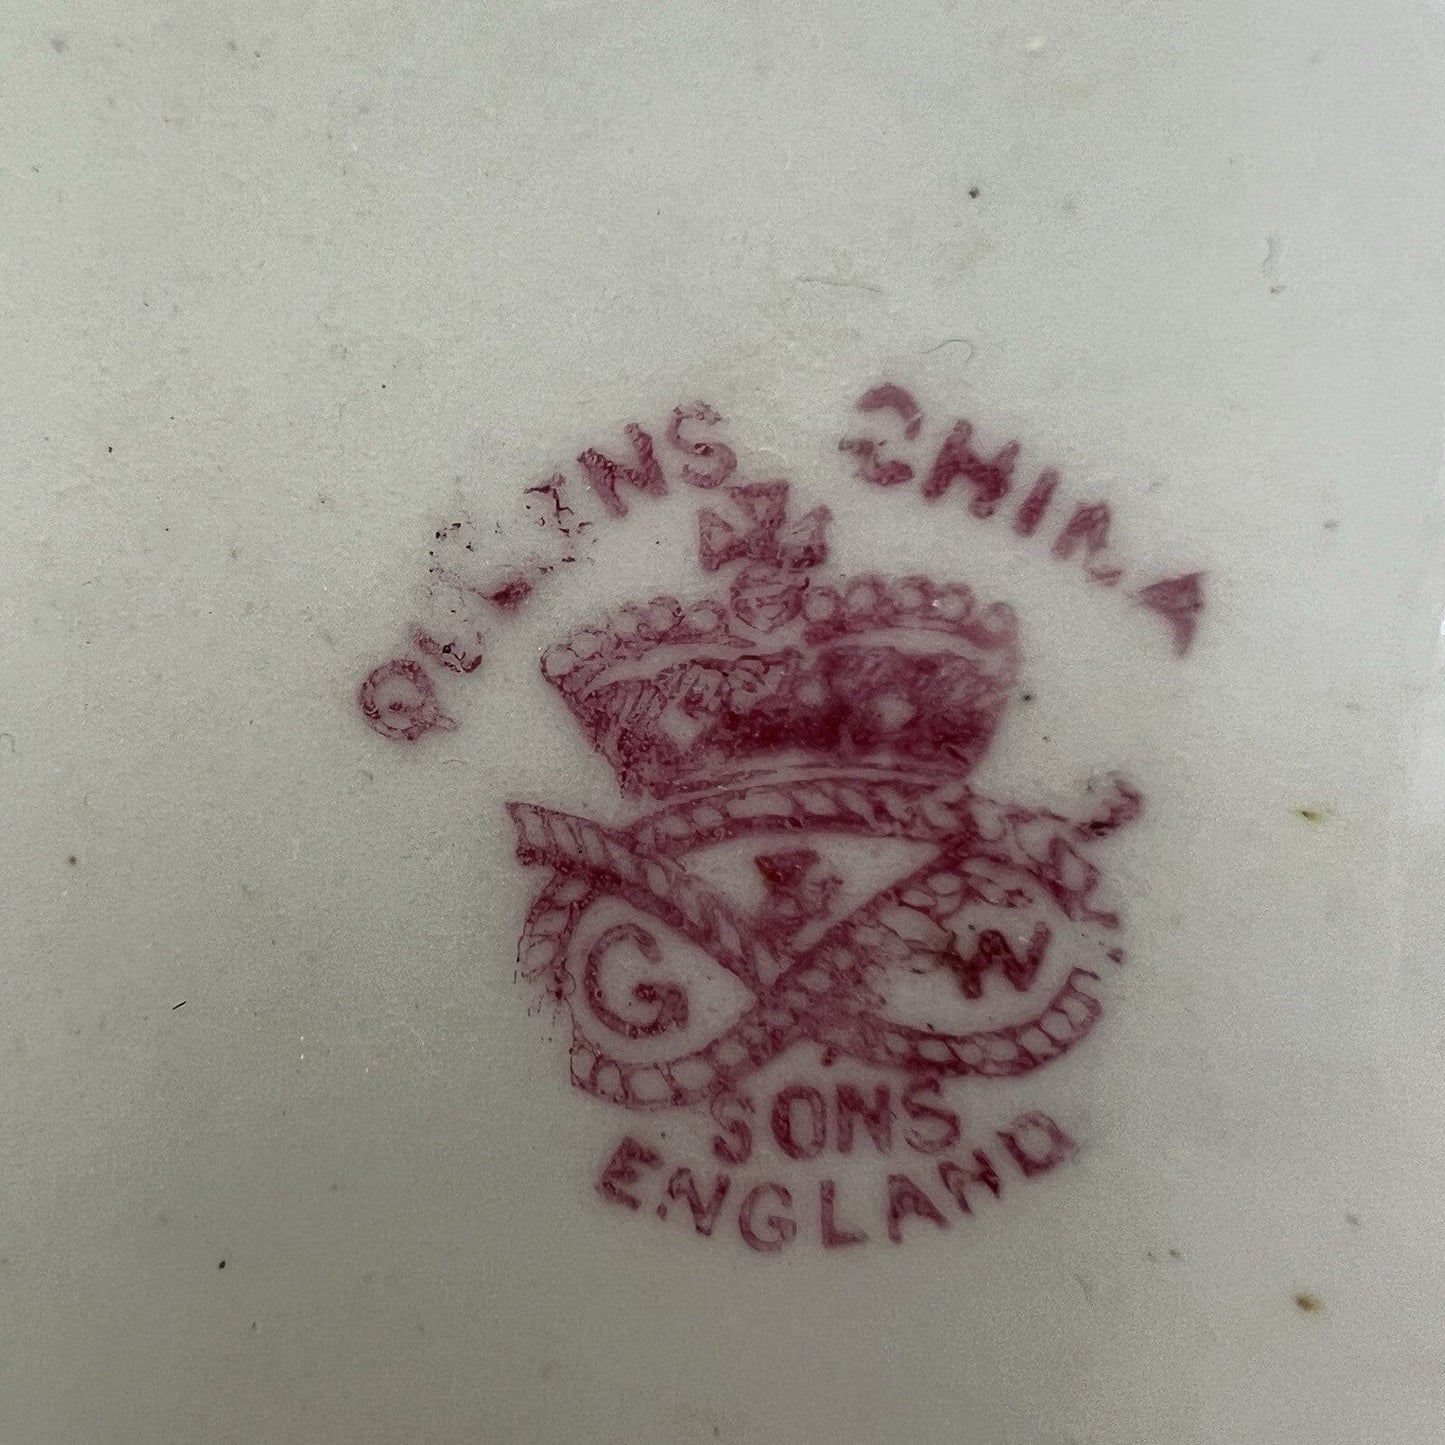 QUEENS CHINA
G W
SONS
ENGLAND